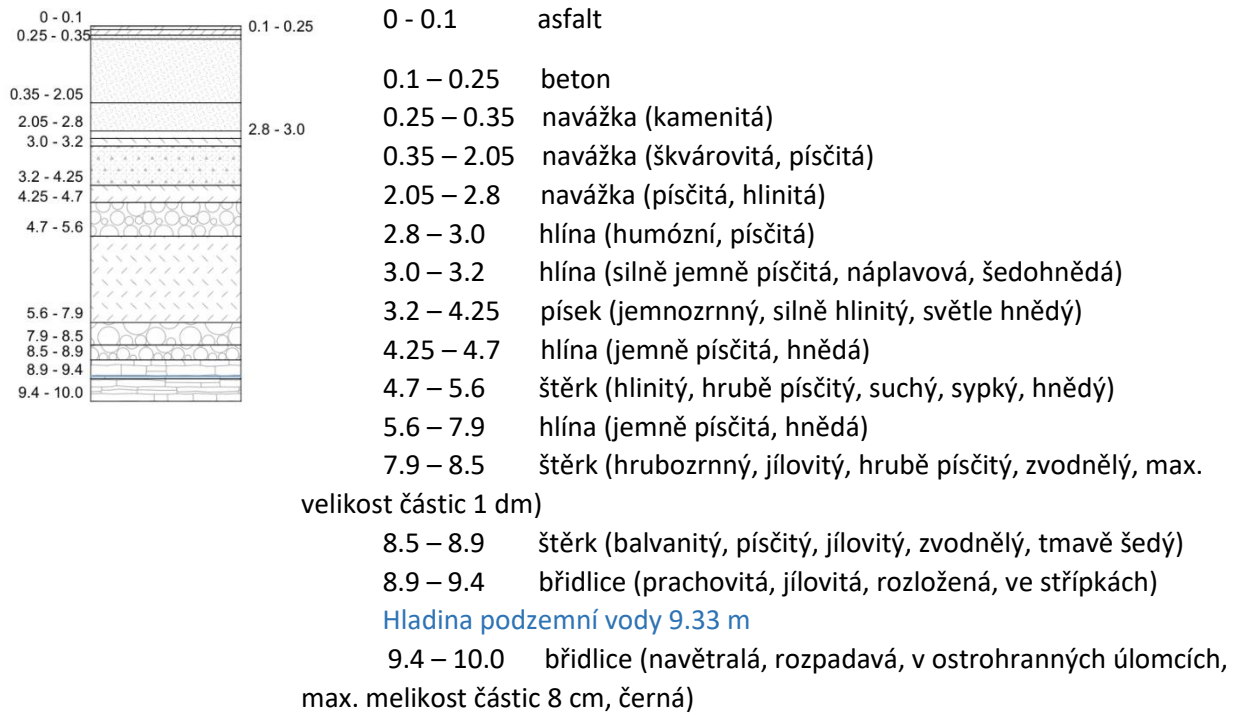 0 - 0.1
0.1 - 0.25
0.25 - 0.35
0.35 - 2.05
2.05 - 2.8
2.8 - 3.0
3.0 - 3.2
3.2 - 4.25
4.25 - 4.7
4.7 - 5.6
5.6 - 7.9
7.9 - 8.5
8.5 - 8.9
8.9 - 9.4
9.4 - 10.0
0 - 0.1 asfalt
0.1 – 0.25 beton
0.25 – 0.35 navážka (kamenitá)
0.35 – 2.05 navážka (škvárovitá, písčitá)
2.05 – 2.8 navážka (písčitá, hlinitá)
2.8 – 3.0 hlína (humózní, písčitá)
3.0 – 3.2 hlína (silně jemně písčitá, náplavová, šedohnědá)
3.2 – 4.25 písek (jemnozrnný, silně hlinitý, světle hnědý)
4.25 – 4.7 hlína (jemně písčitá, hnědá)
4.7 – 5.6 štěrk (hlinitý, hrubě písčitý, suchý, sypký, hnědý)
5.6 – 7.9 hlína (jemně písčitá, hnědá)
7.9 – 8.5 štěrk (hrubozrnný, jílovitý, hrubě písčitý, zvodnělý, max.
velikost částic 1 dm)
8.5 – 8.9 štěrk (balvanitý, písčitý, jílovitý, zvodnělý, tmavě šedý)
8.9 – 9.4 břidlice (prachovitá, jílovitá, rozložená, ve střípkách)
Hladina podzemní vody 9.33 m
9.4 – 10.0 břidlice (navětralá, rozpadavá, v ostrohranných úlomcích,
max. melikost částic 8 cm, černá)